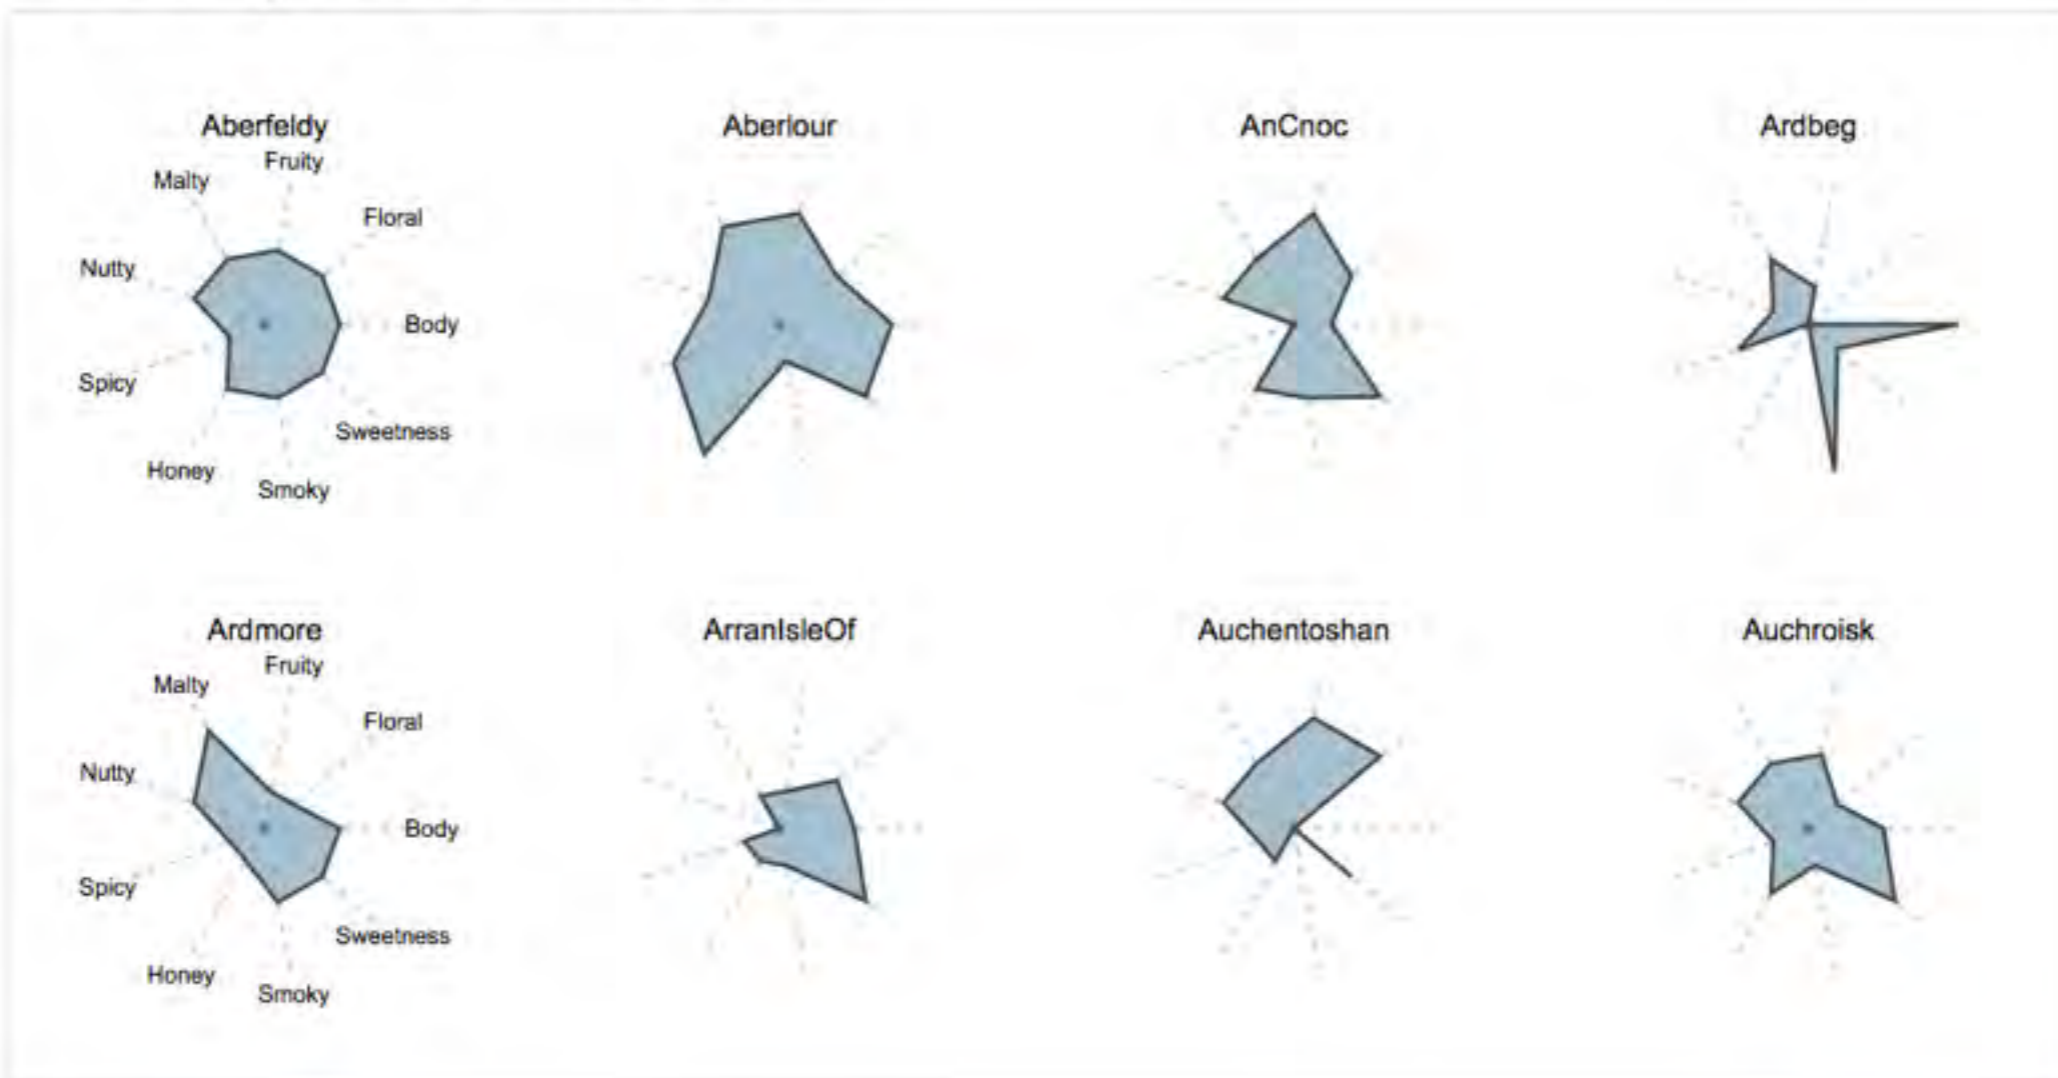 Aberfeldy
Aberlour
AnCnoc
Ardbeg
Fruity
Malty
Floral
Nutty
Body
Spicy
Sweetness
Honey
Smoky
Ardmore
ArranIsleOf
Auchentoshan
Auchroisk
Fruity
Malty
Floral
Nutty
Body
Spicy
Sweetness
Honey
Smoky